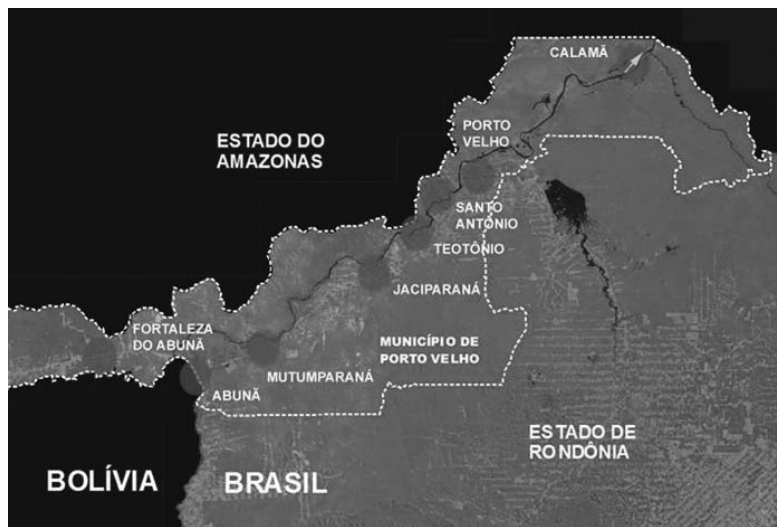 CALAMÃ
PORTO
VELHO
ESTADO DO
AMAZONAS
SANTO
ANTÔNIO
TEOTÔNIO
JACIPARANÁ
FORTALEZA
DO ABUNÃ
MUNICÍPIO DE
PORTO VELHO
MUTUMPARANÁ
ABUNÃ
ESTADO DE
RONDÔNIA
BOLÍVIA
BRASIL